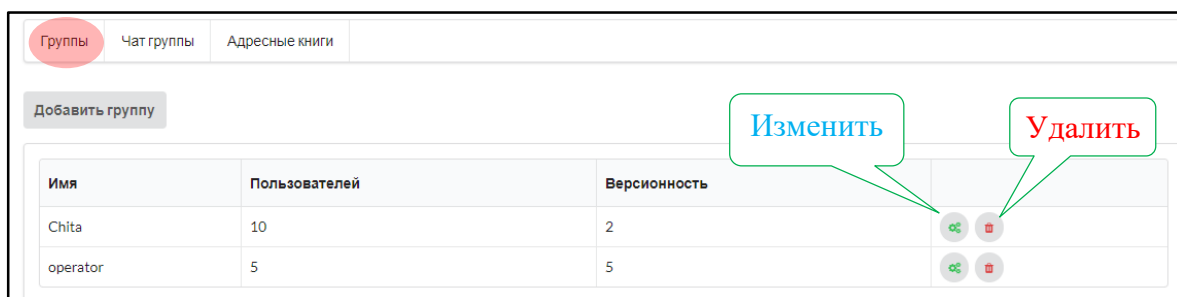 Группы Чат группы Адресные книги
Добавить группу
Изменить Удалить
Имя Пользователей Версионность
Chita 10 2
operator 5 5